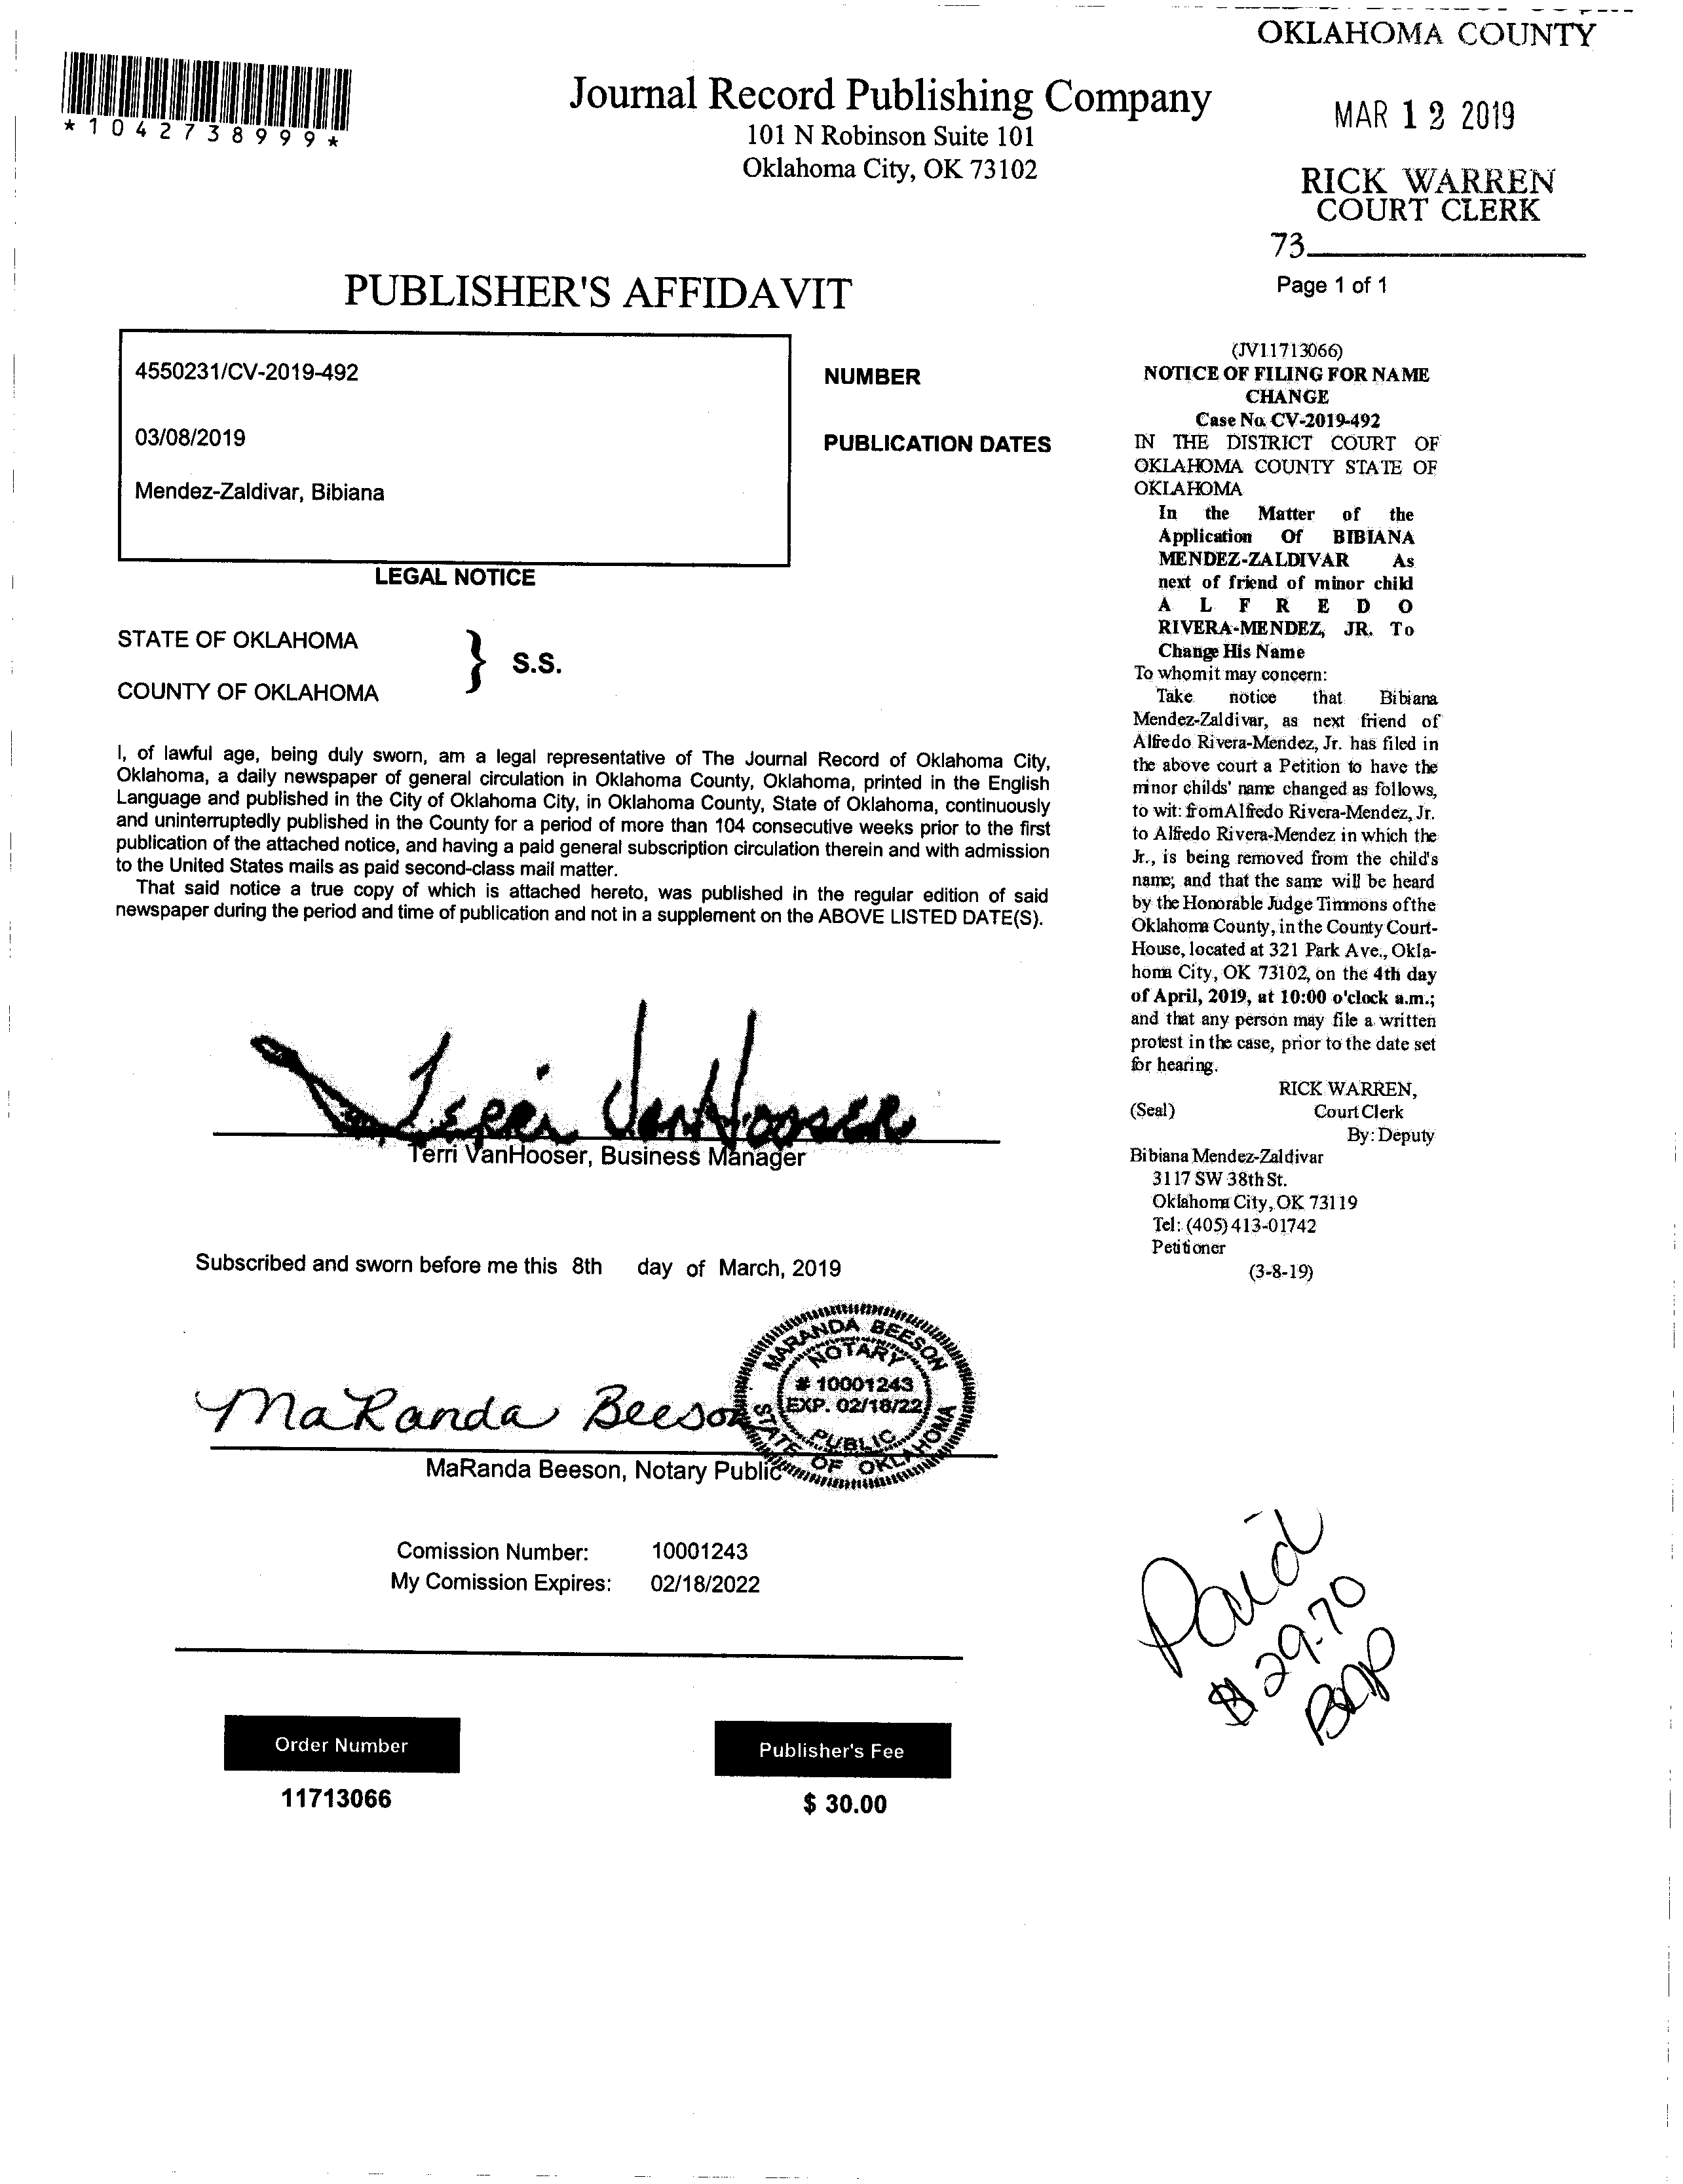 OKLAHOMA COUNTY
*1042738999*
Journal Record Publishing Company
101 N Robinson Suite 101
Oklahoma City, OK 73102
MAR 12 2019
RICK WARREN
COURT CLERK
73
PUBLISHER'S AFFIDAVIT
Page 1 of 1
4550231/CV-2019-492
NUMBER
03/08/2019
PUBLICATION DATES
Mendez-Zaldivar, Bibiana
LEGAL NOTICE
STATE OF OKLAHOMA
} S.S.
COUNTY OF OKLAHOMA
I, of lawful age, being duly sworn, am a legal representative of The Journal Record of Oklahoma City,
Oklahoma, a daily newspaper of general circulation in Oklahoma County, Oklahoma, printed in the English
Language and published in the City of Oklahoma City, in Oklahoma County, State of Oklahoma, continuously
and uninterruptedly published in the County for a period of more than 104 consecutive weeks prior to the first
publication of the attached notice, and having a paid general subscription circulation therein and with admission
to the United States mails as paid second-class mail matter.
That said notice a true copy of which is attached hereto, was published in the regular edition of said
newspaper during the period and time of publication and not in a supplement on the ABOVE LISTED DATE(S).
Terri VanHooser
Terri VanHooser, Business Manager
Subscribed and sworn before me this 8th day of March, 2019
MaRanda Beeson
MARANDA BEESON
NOTARY
# 10001243
EXP. 02/18/22
PUBLIC
STATE OF OKLAHOMA
MaRanda Beeson, Notary Public
Comission Number: 10001243
My Comission Expires: 02/18/2022
Order Number
11713066
Publisher's Fee
$ 30.00
(JV11713066)
NOTICE OF FILING FOR NAME
CHANGE
Case No. CV-2019-492
IN THE DISTRICT COURT OF
OKLAHOMA COUNTY STATE OF
OKLAHOMA
In the Matter of the
Application Of BIBIANA
MENDEZ-ZALDIVAR As
next of friend of minor child
A L F R E D O
RIVERA-MENDEZ, JR. To
Change His Name
To whom it may concern:
Take notice that Bibiana
Mendez-Zaldivar, as next friend of
Alfredo Rivera-Mendez, Jr. has filed in
the above court a Petition to have the
minor childs' name changed as follows,
to wit: from Alfredo Rivera-Mendez, Jr.
to Alfredo Rivera-Mendez in which the
Jr., is being removed from the child's
name; and that the same will be heard
by the Honorable Judge Timmons of the
Oklahoma County, in the County Court-
House, located at 321 Park Ave., Okla-
homa City, OK 73102, on the 4th day
of April, 2019, at 10:00 o'clock a.m.;
and that any person may file a written
protest in the case, prior to the date set
for hearing.
RICK WARREN,
(Seal) Court Clerk
By: Deputy
Bibiana Mendez-Zaldivar
3117 SW 38th St.
Oklahoma City, OK 73119
Tel: (405) 413-01742
Petitioner
(3-8-19)
Paid
$ 29.70